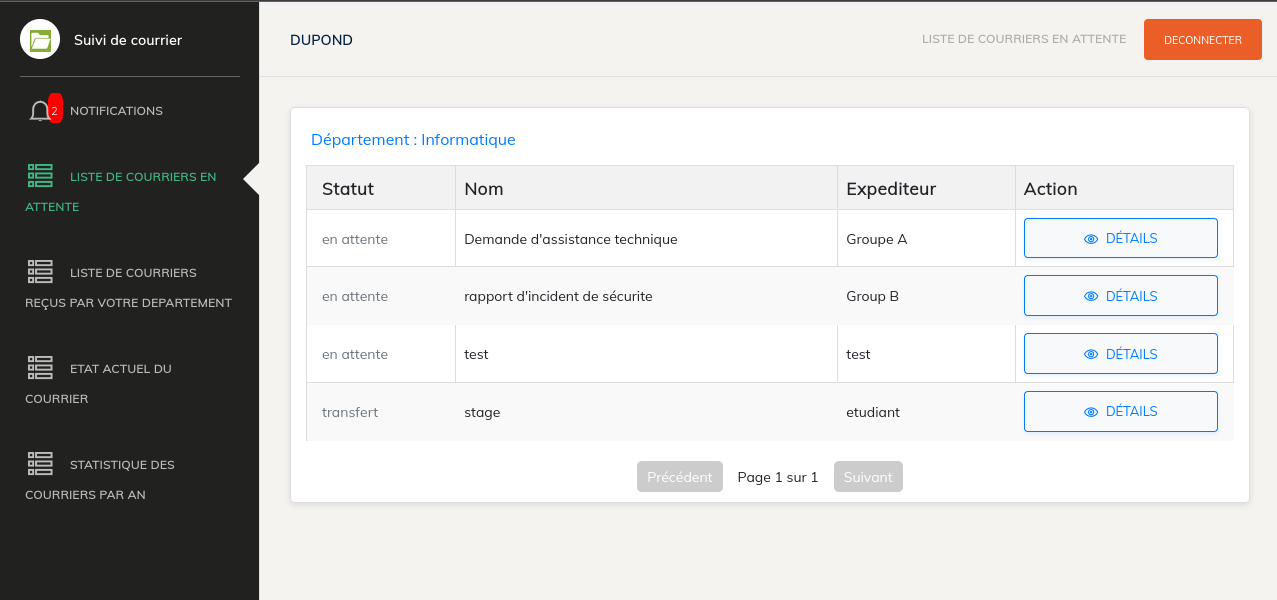 Suivi de courrier
2 NOTIFICATIONS
LISTE DE COURRIERS EN
ATTENTE
LISTE DE COURRIERS
REÇUS PAR VOTRE DEPARTEMENT
ETAT ACTUEL DU
COURRIER
STATISTIQUE DES
COURRIERS PAR AN
DUPOND LISTE DE COURRIERS EN ATTENTE DECONNECTER
Département : Informatique
Statut Nom Expediteur Action
en attente Demande d'assistance technique Groupe A DÉTAILS
en attente rapport d'incident de sécurite Group B DÉTAILS
en attente test test DÉTAILS
transfert stage etudiant DÉTAILS
Précédent Page 1 sur 1 Suivant